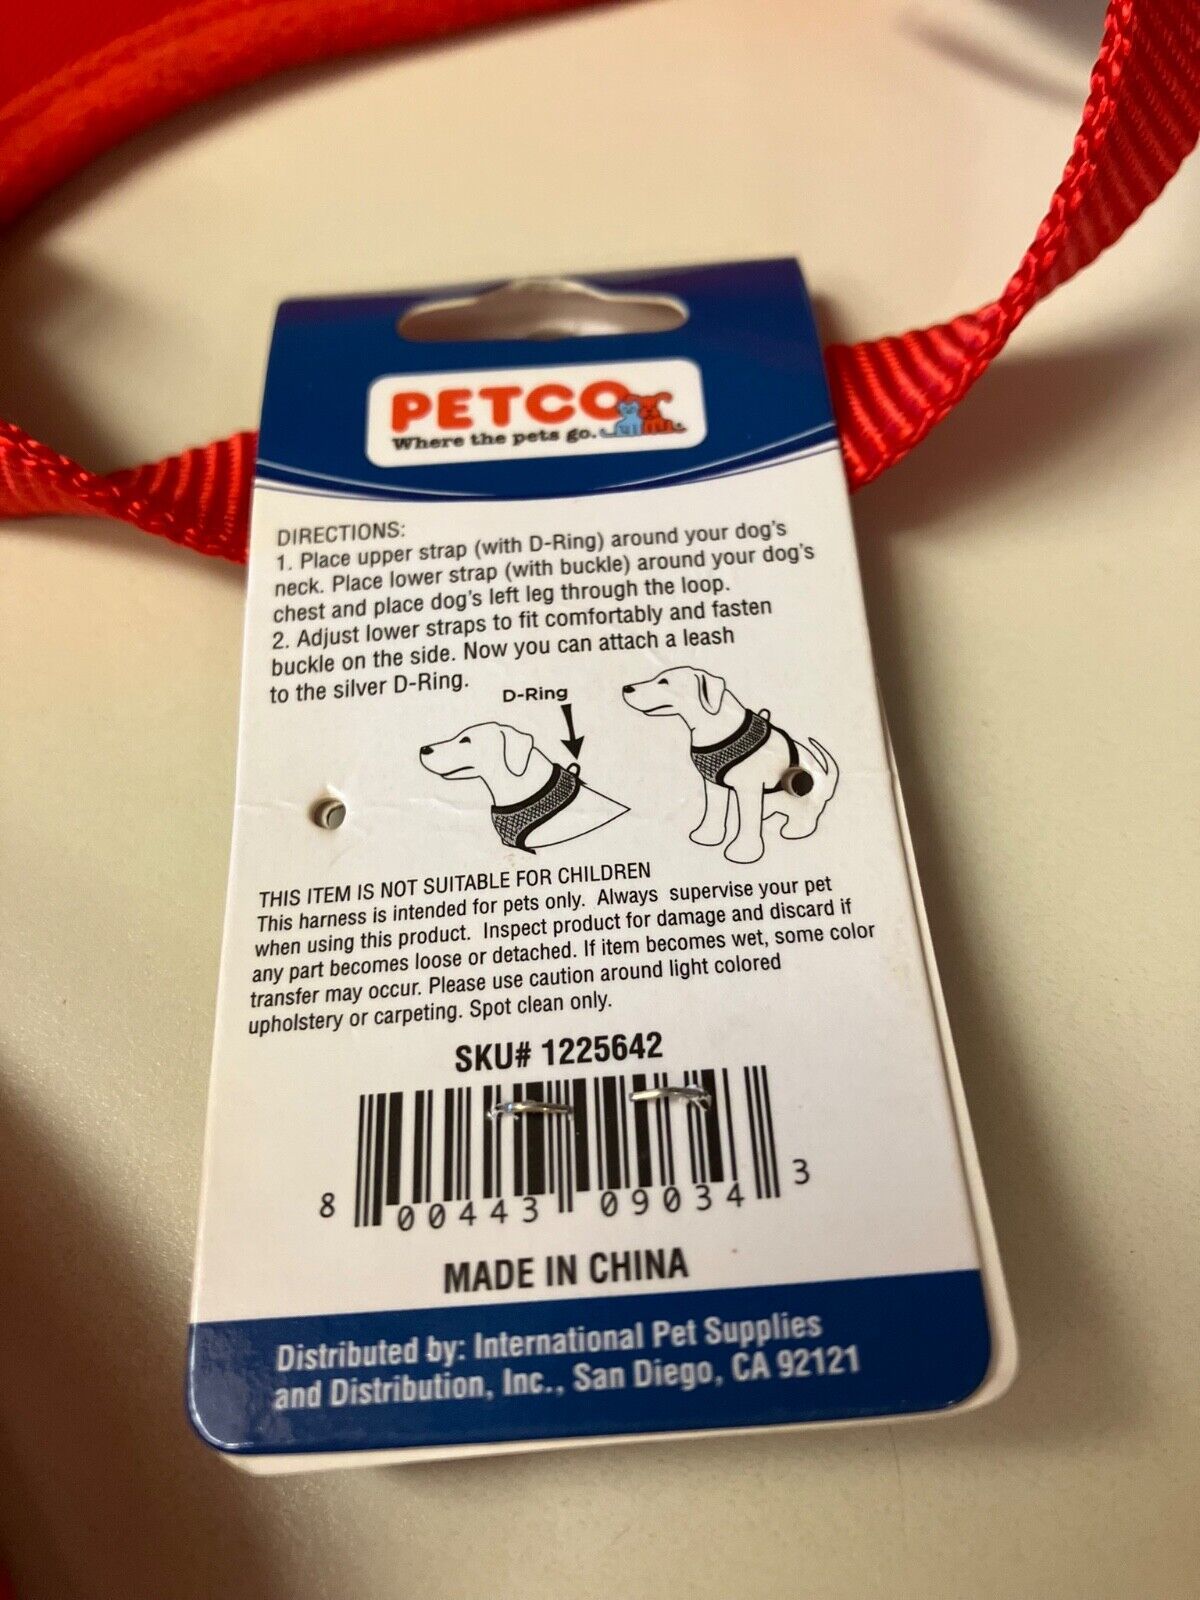 PETCO
Where the pets go.
DIRECTIONS:
1. Place upper strap (with D-Ring) around your dog's
neck. Place lower strap (with buckle) around your dog's
chest and place dog's left leg through the loop.
2. Adjust lower straps to fit comfortably and fasten
buckle on the side. Now you can attach a leash
to the silver D-Ring.
D-Ring
THIS ITEM IS NOT SUITABLE FOR CHILDREN
This harness is intended for pets only. Always supervise your pet
when using this product. Inspect product for damage and discard if
any part becomes loose or detached. If item becomes wet, some color
transfer may occur. Please use caution around light colored
upholstery or carpeting. Spot clean only.
SKU# 1225642
8 00443 09034 3
MADE IN CHINA
Distributed by: International Pet Supplies
and Distribution, Inc., San Diego, CA 92121